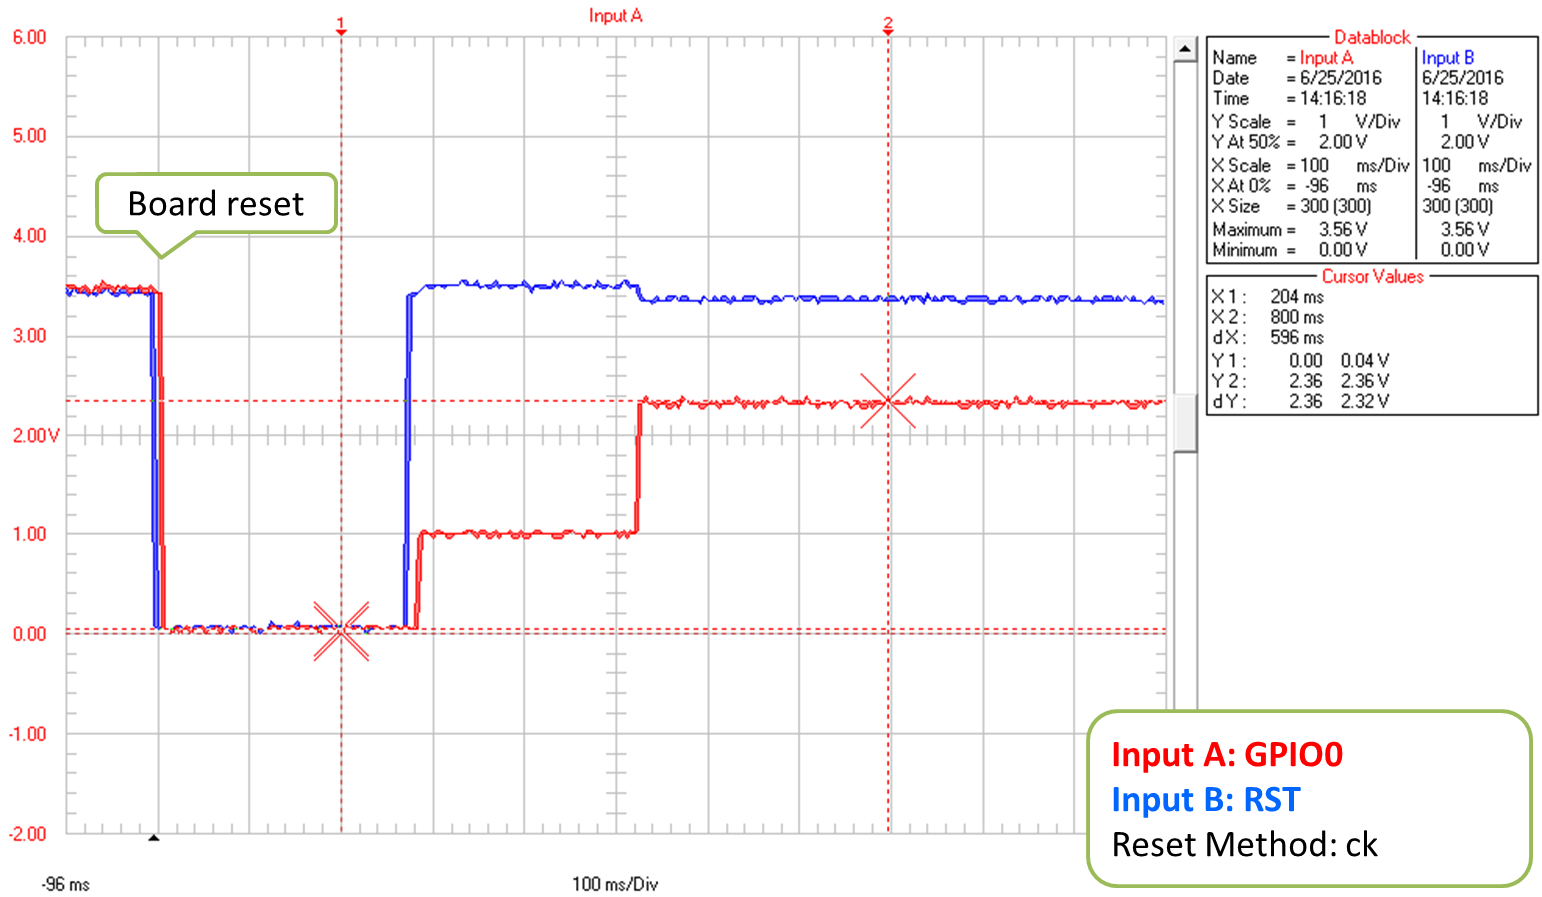 Input A
1
2
6.00
5.00
4.00
3.00
2.00V
1.00
0.00
-1.00
-2.00
Board reset
-96 ms
100 ms/Div
Datablock
Name = Input A Input B
Date = 6/25/2016 6/25/2016
Time = 14:16:18 14:16:18
Y Scale = 1 V/Div 1 V/Div
Y At 50% = 2.00 V 2.00 V
X Scale = 100 ms/Div 100 ms/Div
X At 0% = -96 ms -96 ms
X Size = 300 (300) 300 (300)
Maximum = 3.56 V 3.56 V
Minimum = 0.00 V 0.00 V
Cursor Values
X 1 : 204 ms
X 2 : 800 ms
dX : 596 ms
Y 1 : 0.00 0.04 V
Y 2 : 2.36 2.36 V
dY : 2.36 2.32 V
Input A: GPIO0
Input B: RST
Reset Method: ck